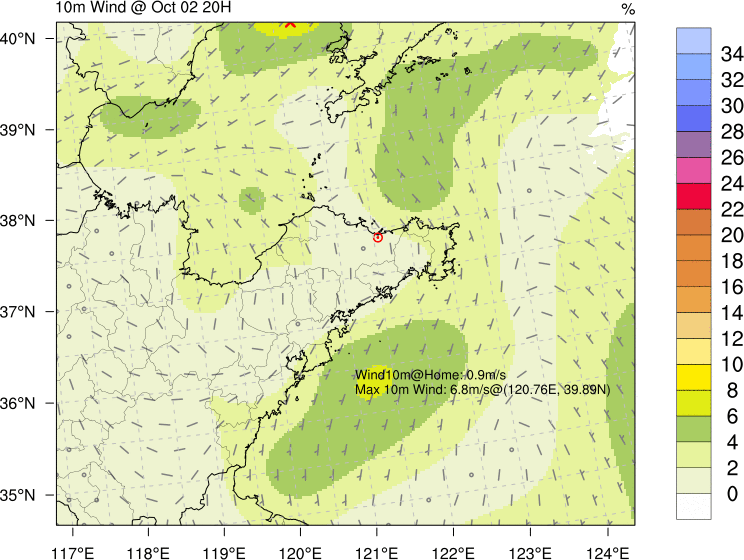 10m Wind @ Oct 02 20H
%
40°N
39°N
38°N
37°N
36°N
35°N
117°E
118°E
119°E
120°E
121°E
122°E
123°E
124°E
Wind10m@Home: 0.9m/s
Max 10m Wind: 6.8m/s@(120.76E, 39.89N)
34
32
30
28
26
24
22
20
18
16
14
12
10
8
6
4
2
0